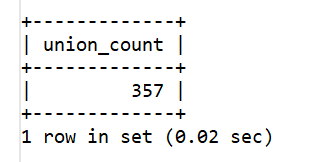 +-------------+
| union_count |
+-------------+
|         357 |
+-------------+
1 row in set (0.02 sec)